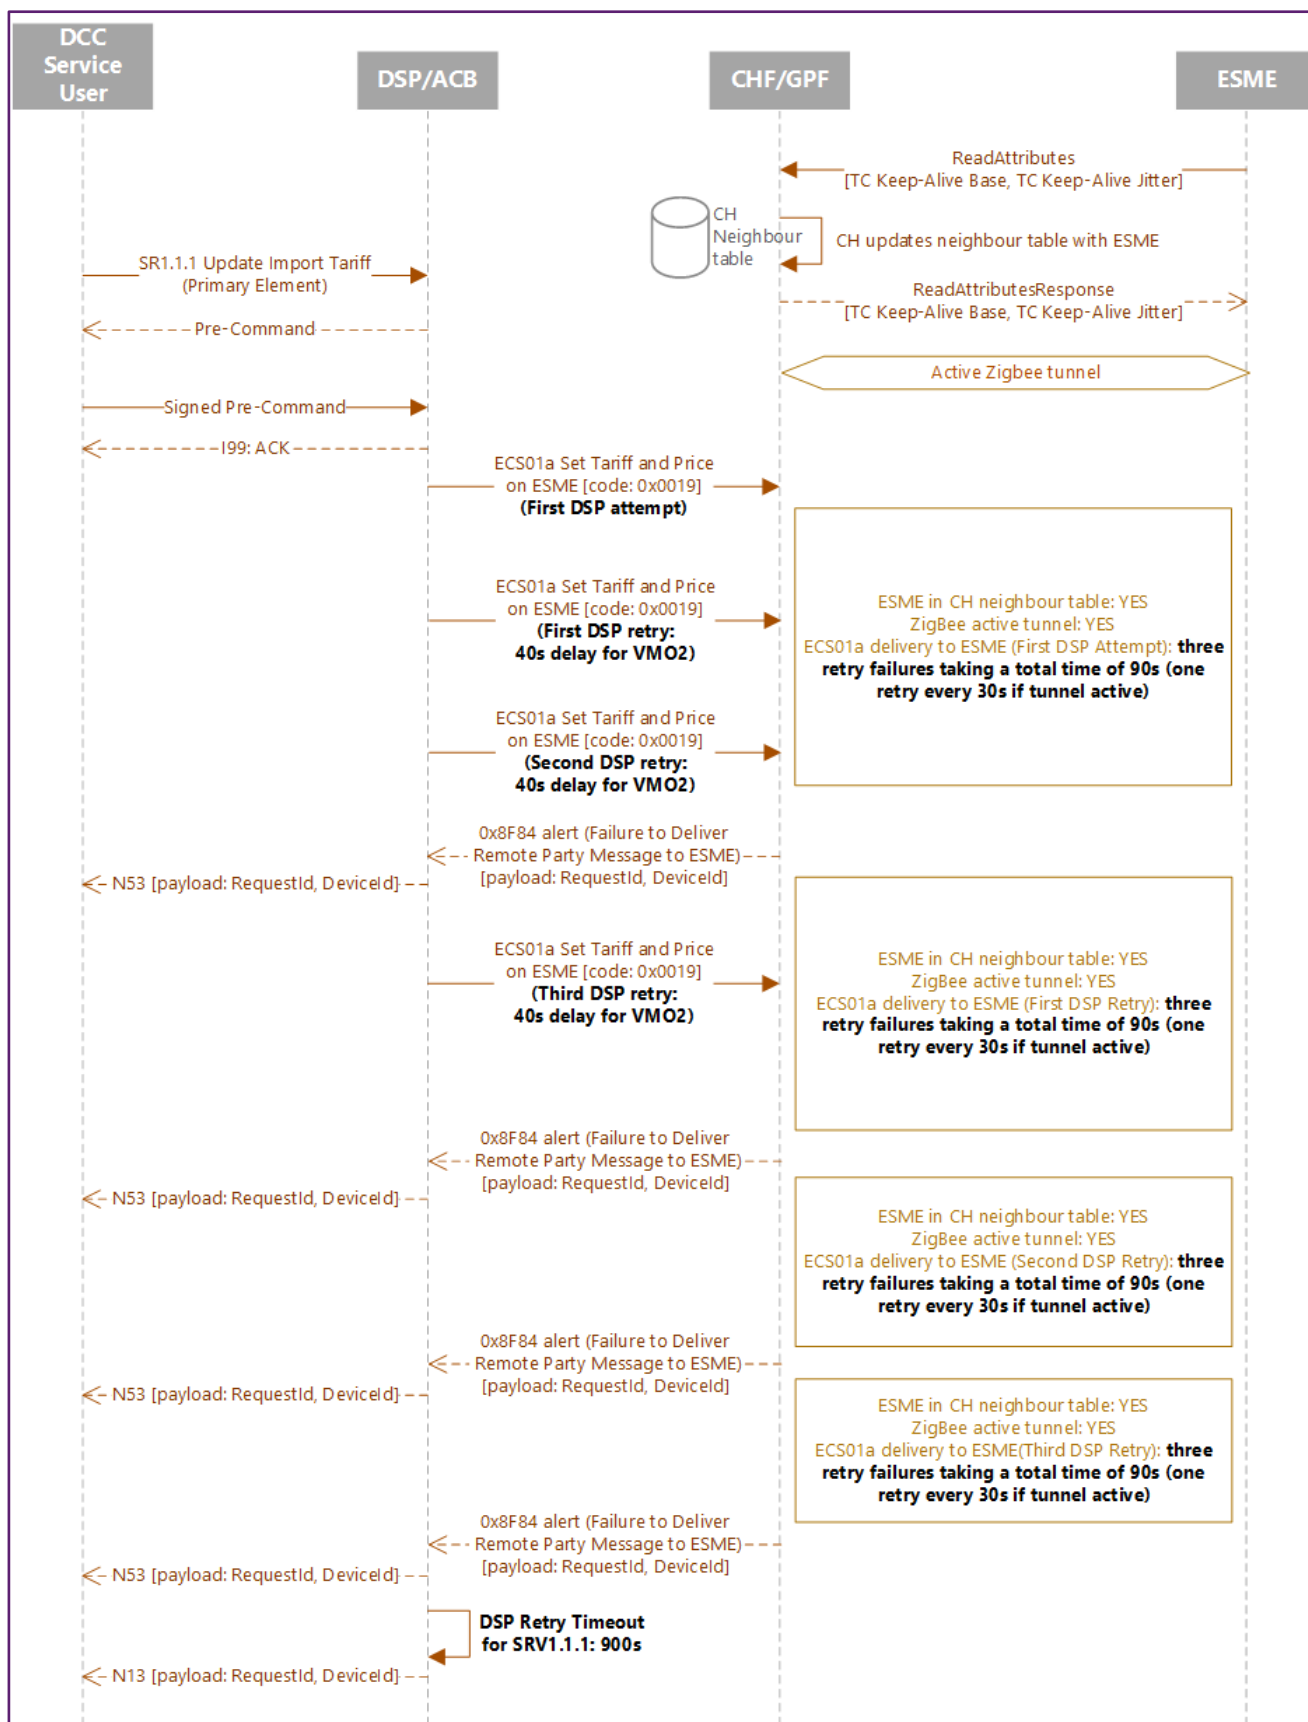 DCC
Service
User
DSP/ACB
CHF/GPF
ESME
ReadAttributes
[TC Keep-Alive Base, TC Keep-Alive Jitter]
CH
Neighbour
table
CH updates neighbour table with ESME
SR1.1.1 Update Import Tariff
(Primary Element)
ReadAttributesResponse
[TC Keep-Alive Base, TC Keep-Alive Jitter]
Pre-Command
Active Zigbee tunnel
Signed Pre-Command
I99: ACK
ECS01a Set Tariff and Price
on ESME [code: 0x0019]
(First DSP attempt)
ECS01a Set Tariff and Price
on ESME [code: 0x0019]
(First DSP retry:
40s delay for VMO2)
ESME in CH neighbour table: YES
ZigBee active tunnel: YES
ECS01a delivery to ESME (First DSP Attempt): three
retry failures taking a total time of 90s (one
retry every 30s if tunnel active)
ECS01a Set Tariff and Price
on ESME [code: 0x0019]
(Second DSP retry:
40s delay for VMO2)
0x8F84 alert (Failure to Deliver
Remote Party Message to ESME)
[payload: RequestId, DeviceId]
N53 [payload: RequestId, DeviceId]
ECS01a Set Tariff and Price
on ESME [code: 0x0019]
(Third DSP retry:
40s delay for VMO2)
ESME in CH neighbour table: YES
ZigBee active tunnel: YES
ECS01a delivery to ESME (First DSP Retry): three
retry failures taking a total time of 90s (one
retry every 30s if tunnel active)
0x8F84 alert (Failure to Deliver
Remote Party Message to ESME)
[payload: RequestId, DeviceId]
N53 [payload: RequestId, DeviceId]
ESME in CH neighbour table: YES
ZigBee active tunnel: YES
ECS01a delivery to ESME (Second DSP Retry): three
retry failures taking a total time of 90s (one
retry every 30s if tunnel active)
0x8F84 alert (Failure to Deliver
Remote Party Message to ESME)
[payload: RequestId, DeviceId]
N53 [payload: RequestId, DeviceId]
ESME in CH neighbour table: YES
ZigBee active tunnel: YES
ECS01a delivery to ESME(Third DSP Retry): three
retry failures taking a total time of 90s (one
retry every 30s if tunnel active)
0x8F84 alert (Failure to Deliver
Remote Party Message to ESME)
[payload: RequestId, DeviceId]
N53 [payload: RequestId, DeviceId]
DSP Retry Timeout
for SRV1.1.1: 900s
N13 [payload: RequestId, DeviceId]